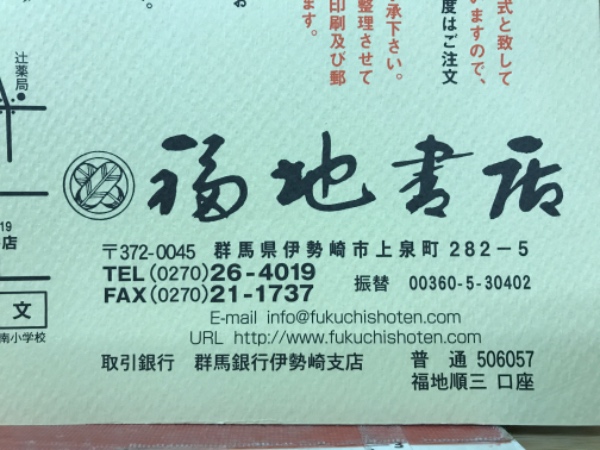 式と致して
いますので、
度はご注文
ご承下さい。
整理させて
印刷及び郵
ます。
辻薬局
福地書店
〒372-0045 群馬県伊勢崎市上泉町282-5
TEL(0270)26-4019
FAX(0270)21-1737
振替 00360-5-30402
E-mail info@fukuchishoten.com
URL http://www.fukuchishoten.com
取引銀行 群馬銀行伊勢崎支店 普通 506057
福地順三 口座
19
店
文
南小学校